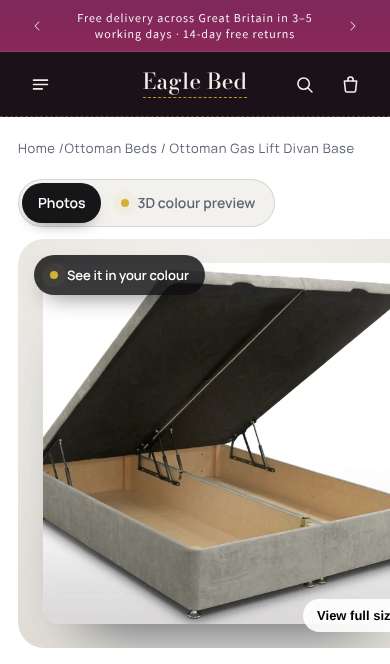 Free delivery across Great Britain in 3–5
working days · 14-day free returns
Eagle Bed
Home /Ottoman Beds / Ottoman Gas Lift Divan Base
Photos
3D colour preview
See it in your colour
View full siz